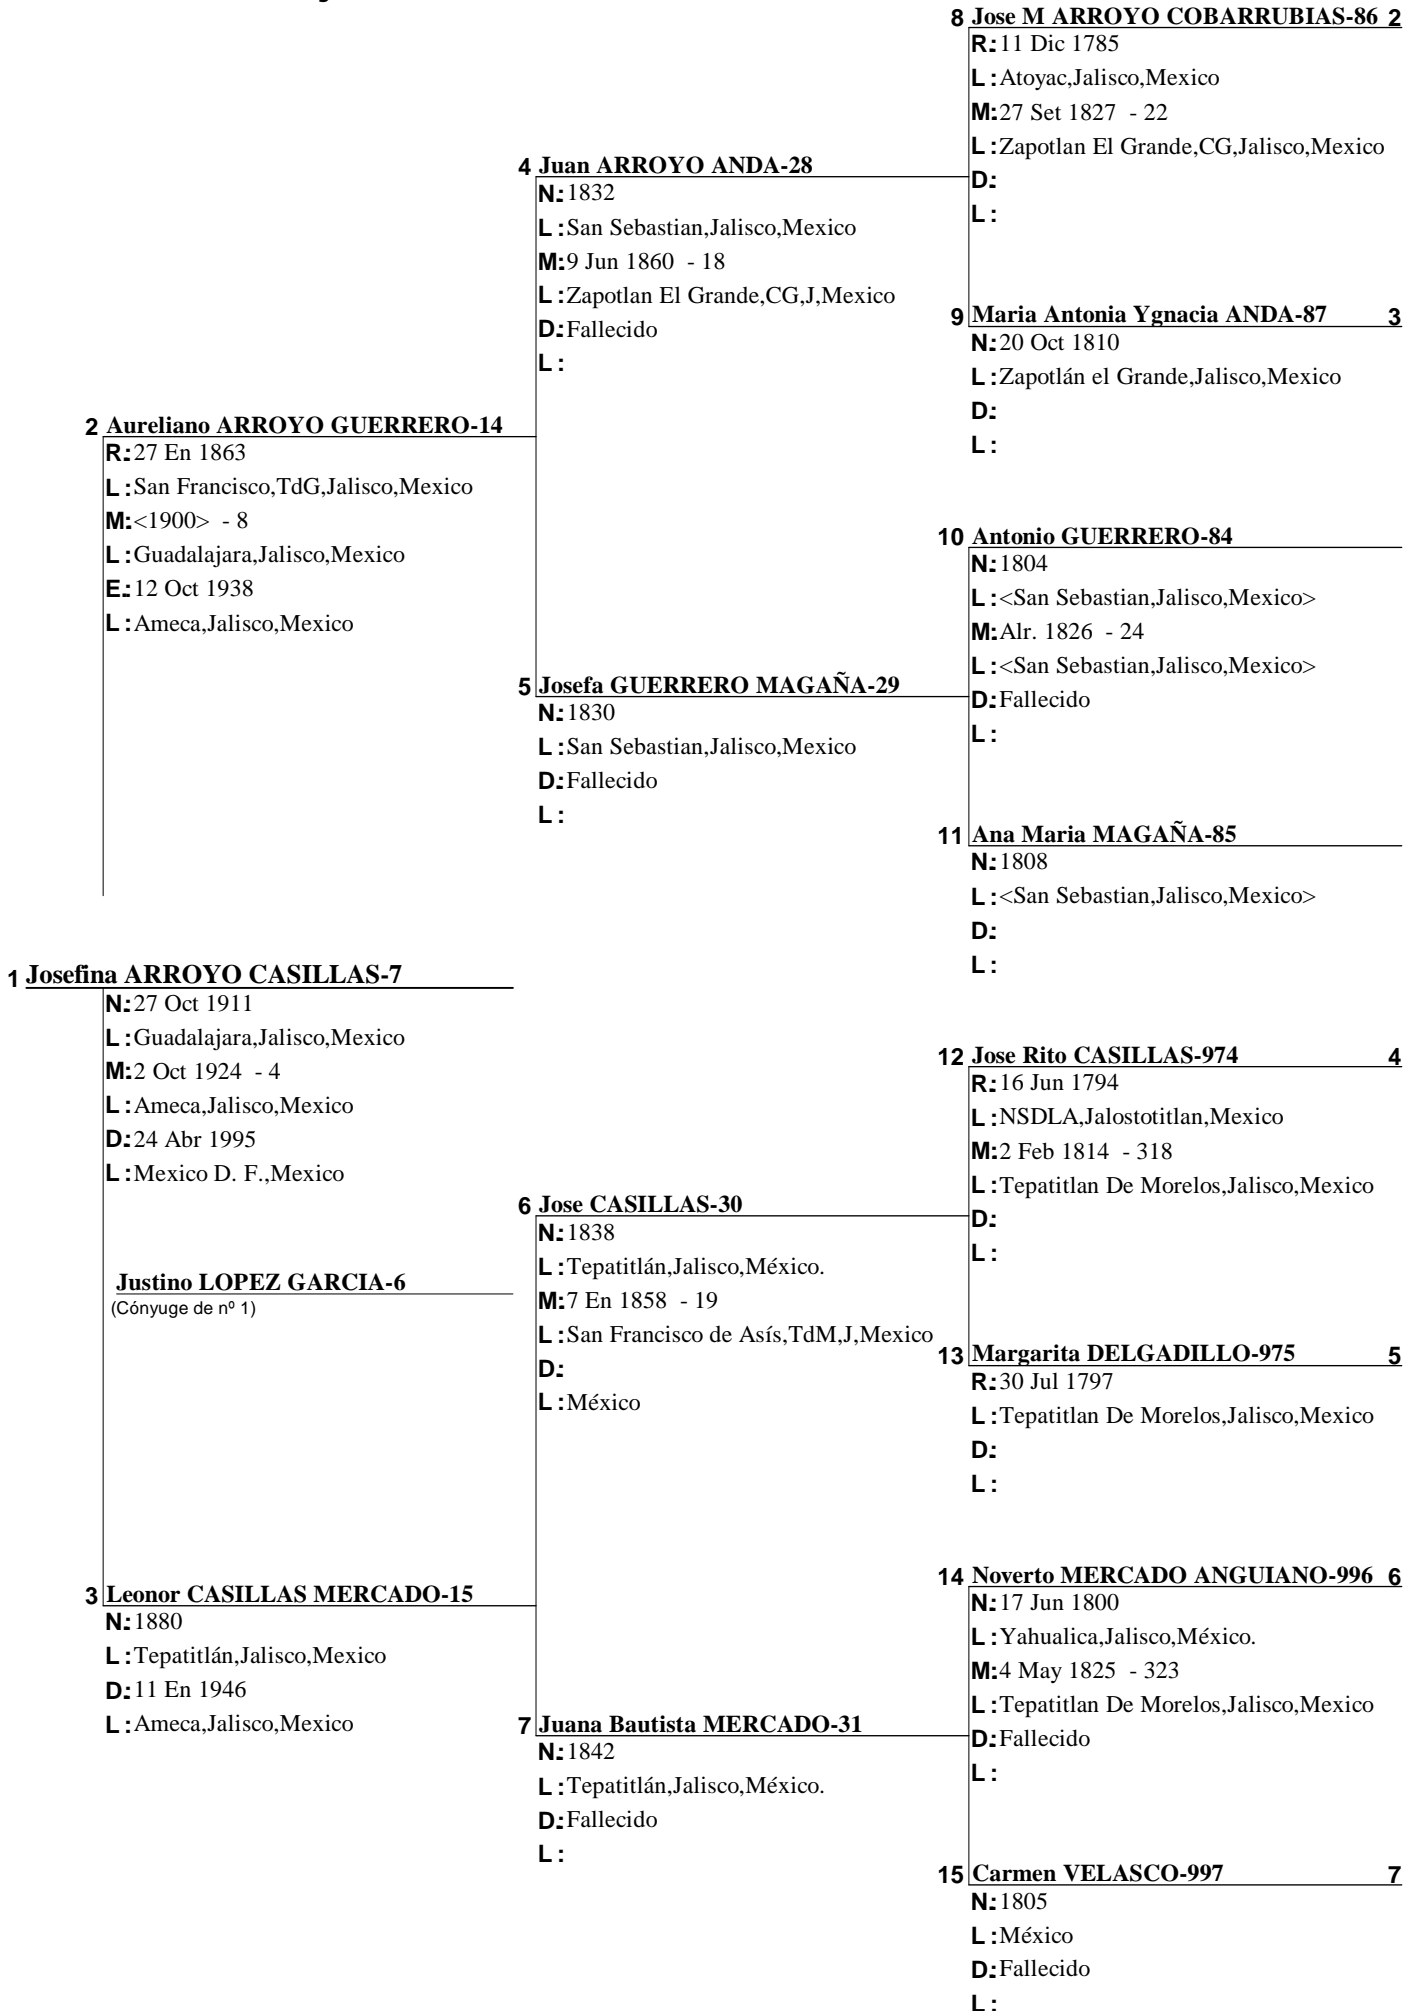 8 Jose M ARROYO COBARRUBIAS-86 2
R.: 11 Dic 1785
L : Atoyac,Jalisco,Mexico
M: 27 Set 1827 - 22
L : Zapotlan El Grande,CG,Jalisco,Mexico
D.:
L :
4 Juan ARROYO ANDA-28
N.: 1832
L : San Sebastian,Jalisco,Mexico
M: 9 Jun 1860 - 18
L : Zapotlan El Grande,CG,J,Mexico
D.: Fallecido
L :
9 Maria Antonia Ygnacia ANDA-87 3
N.: 20 Oct 1810
L : Zapotlán el Grande,Jalisco,Mexico
D.:
L :
2 Aureliano ARROYO GUERRERO-14
R.: 27 En 1863
L : San Francisco,TdG,Jalisco,Mexico
M: <1900> - 8
L : Guadalajara,Jalisco,Mexico
E.: 12 Oct 1938
L : Ameca,Jalisco,Mexico
10 Antonio GUERRERO-84
N.: 1804
L : <San Sebastian,Jalisco,Mexico>
M: Alr. 1826 - 24
L : <San Sebastian,Jalisco,Mexico>
D.: Fallecido
L :
5 Josefa GUERRERO MAGAÑA-29
N.: 1830
L : San Sebastian,Jalisco,Mexico
D.: Fallecido
L :
11 Ana Maria MAGAÑA-85
N.: 1808
L : <San Sebastian,Jalisco,Mexico>
D.:
L :
1 Josefina ARROYO CASILLAS-7
N.: 27 Oct 1911
L : Guadalajara,Jalisco,Mexico
M: 2 Oct 1924 - 4
L : Ameca,Jalisco,Mexico
D.: 24 Abr 1995
L : Mexico D. F.,Mexico
Justino LOPEZ GARCIA-6
(Cónyuge de nº 1)
12 Jose Rito CASILLAS-974 4
R.: 16 Jun 1794
L : NSDLA,Jalostotitlan,Mexico
M: 2 Feb 1814 - 318
L : Tepatitlan De Morelos,Jalisco,Mexico
D.:
L :
6 Jose CASILLAS-30
N.: 1838
L : Tepatitlán,Jalisco,México.
M: 7 En 1858 - 19
L : San Francisco de Asís,TdM,J,Mexico
D.:
L : México
13 Margarita DELGADILLO-975 5
R.: 30 Jul 1797
L : Tepatitlan De Morelos,Jalisco,Mexico
D.:
L :
3 Leonor CASILLAS MERCADO-15
N.: 1880
L : Tepatitlán,Jalisco,Mexico
D.: 11 En 1946
L : Ameca,Jalisco,Mexico
14 Noverto MERCADO ANGUIANO-996 6
N.: 17 Jun 1800
L : Yahualica,Jalisco,México.
M: 4 May 1825 - 323
L : Tepatitlan De Morelos,Jalisco,Mexico
D.: Fallecido
L :
7 Juana Bautista MERCADO-31
N.: 1842
L : Tepatitlán,Jalisco,México.
D.: Fallecido
L :
15 Carmen VELASCO-997 7
N.: 1805
L : México
D.: Fallecido
L :